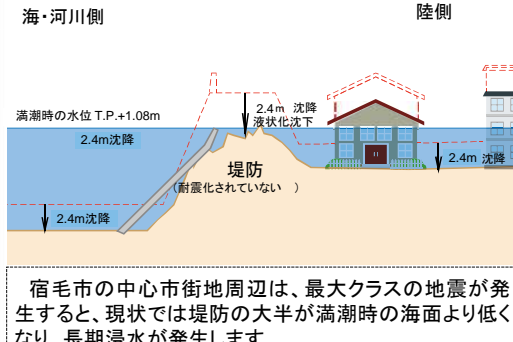 海・河川側
陸側
満潮時の水位 T.P.+1.08m
2.4m 沈降
液状化沈下
2.4m沈降
堤防
(耐震化されていない　)
2.4m 沈降
2.4m沈降
宿毛市の中心市街地周辺は、最大クラスの地震が発
生すると、現状では堤防の大半が満潮時の海面より低く
なり、長期浸水が発生します